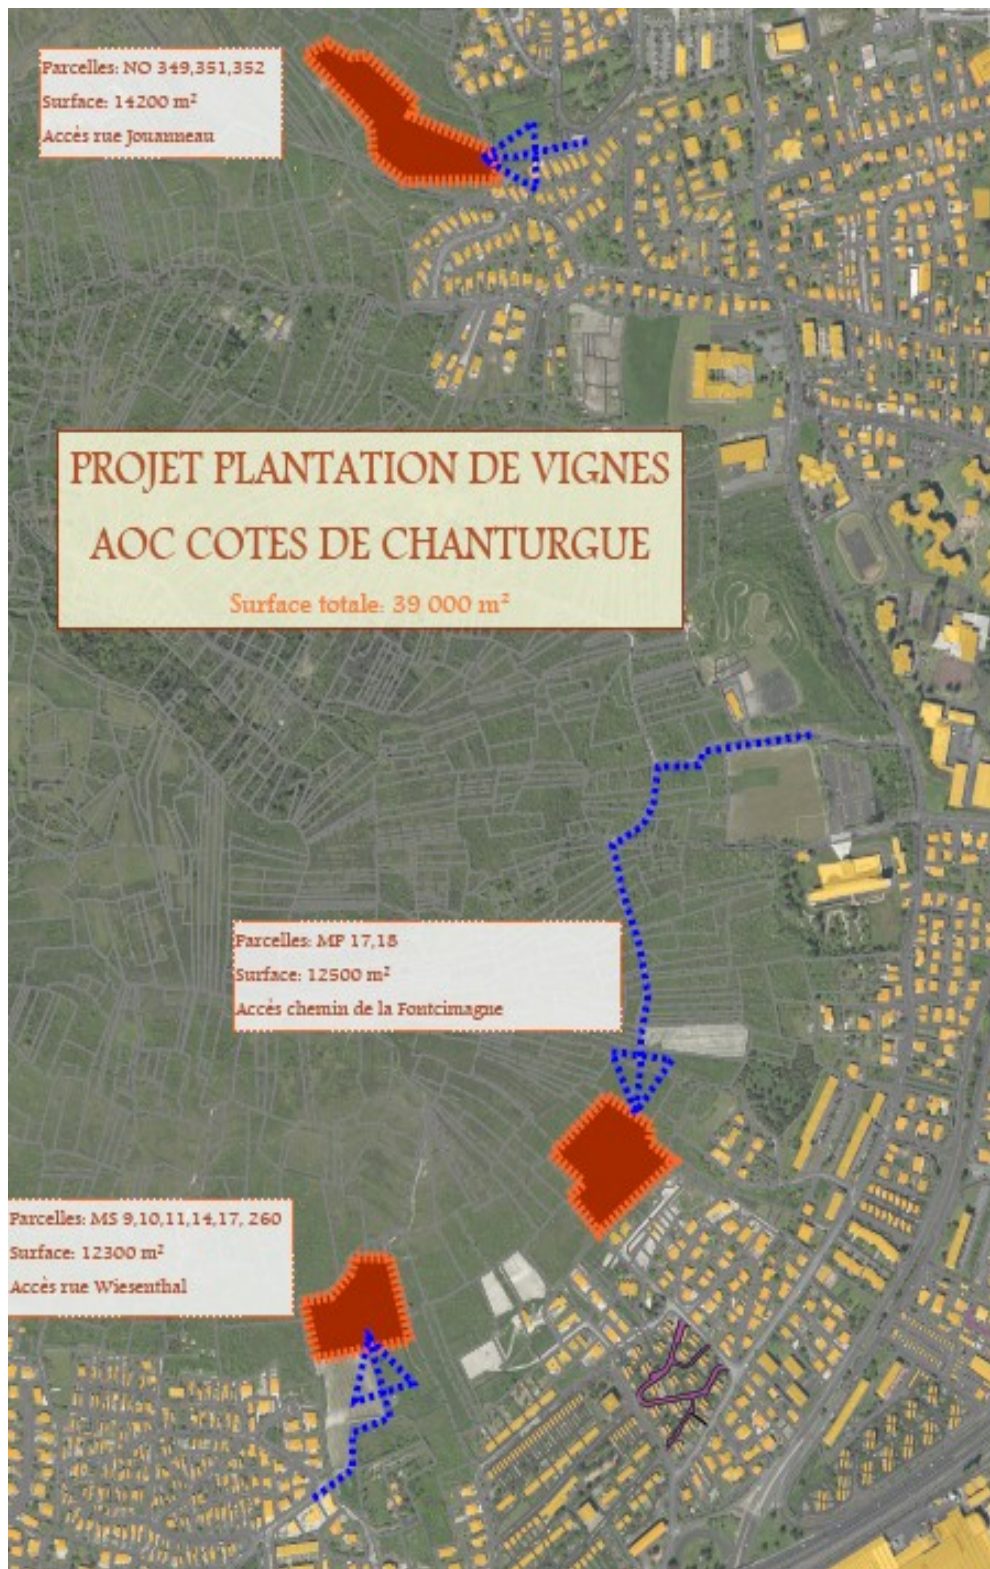 Parcelles: NO 349,351,352
Surface: 14200 m²
Accès rue Jouanneau
PROJET PLANTATION DE VIGNES
AOC COTES DE CHANTURGUE
Surface totale: 39 000 m²
Parcelles: MP 17,18
Surface: 12500 m²
Accès chemin de la Fontcimagne
Parcelles: MS 9,10,11,14,17, 260
Surface: 12300 m²
Accès rue Wiesenthal